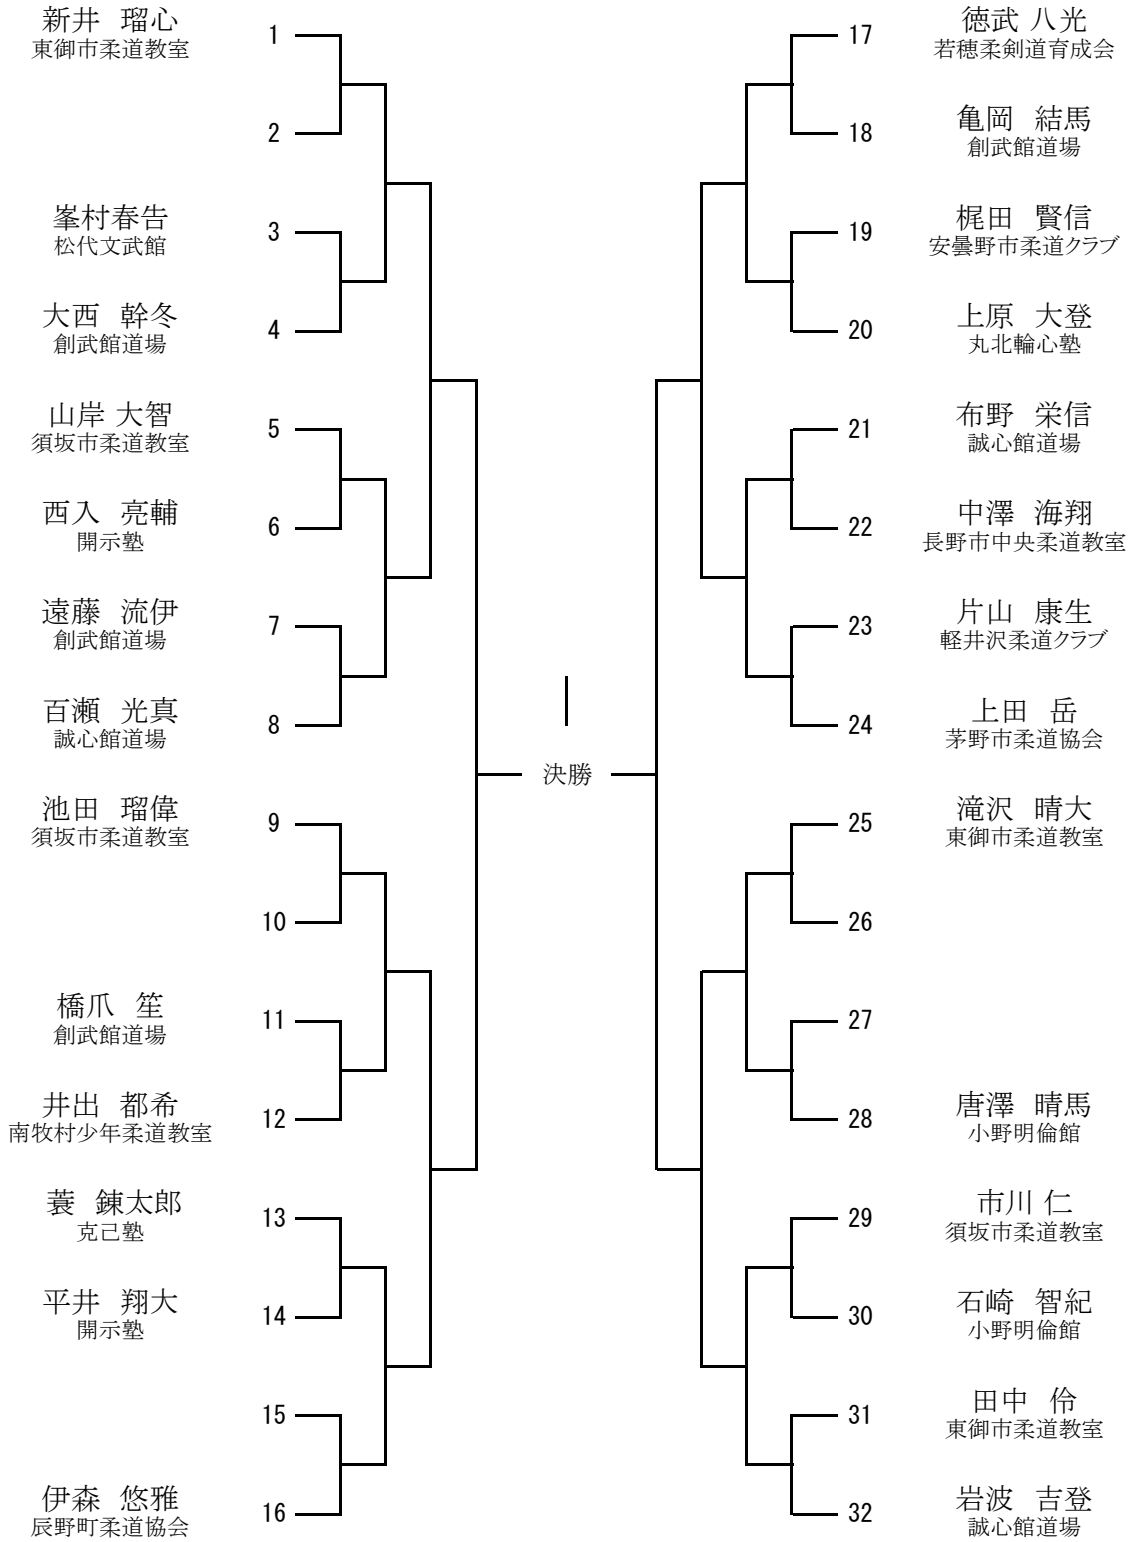 新井 瑠心
東御市柔道教室
1
2
峯村春告
松代文武館
3
大西 幹冬
創武館道場
4
山岸 大智
須坂市柔道教室
5
西入 亮輔
開示塾
6
遠藤 流伊
創武館道場
7
百瀬 光真
誠心館道場
8
池田 瑠偉
須坂市柔道教室
9
10
橋爪 笙
創武館道場
11
井出 都希
南牧村少年柔道教室
12
蓑 錬太郎
克己塾
13
平井 翔大
開示塾
14
15
伊森 悠雅
辰野町柔道協会
16
決勝
17
徳武 八光
若穂柔剣道育成会
18
亀岡 結馬
創武館道場
19
梶田 賢信
安曇野市柔道クラブ
20
上原 大登
丸北輪心塾
21
布野 栄信
誠心館道場
22
中澤 海翔
長野市中央柔道教室
23
片山 康生
軽井沢柔道クラブ
24
上田 岳
茅野市柔道協会
25
滝沢 晴大
東御市柔道教室
26
27
28
唐澤 晴馬
小野明倫館
29
市川 仁
須坂市柔道教室
30
石崎 智紀
小野明倫館
31
田中 伶
東御市柔道教室
32
岩波 吉登
誠心館道場